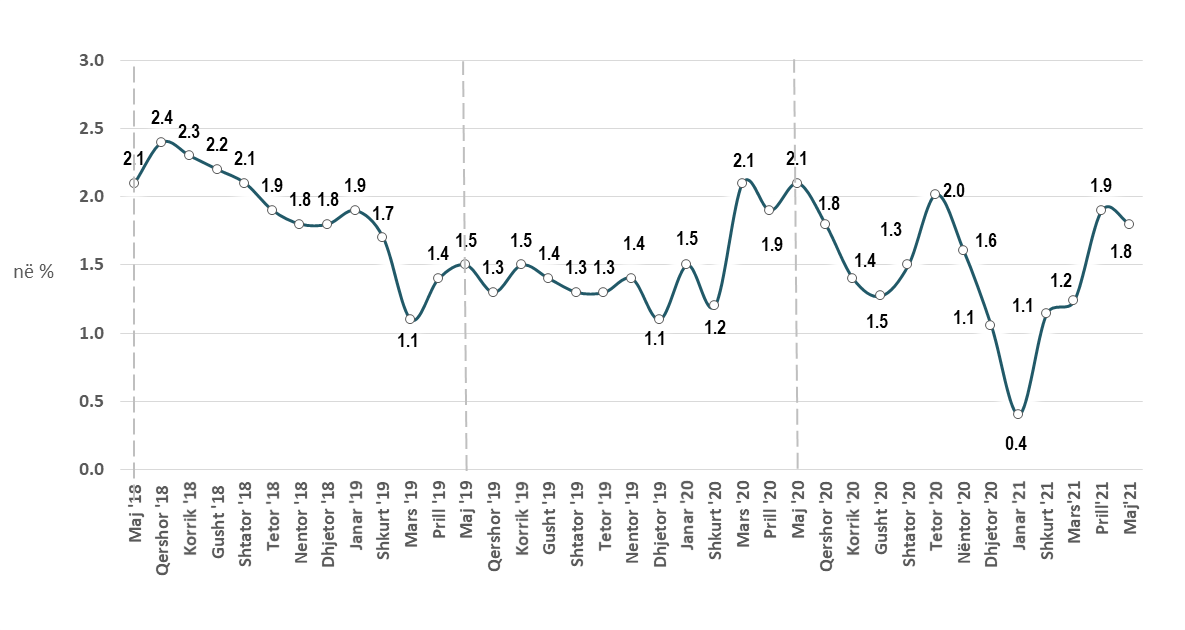 3.0
2.5
2.0
1.5
1.0
0.5
0.0
në %
2.1
2.4
2.3
2.2
2.1
1.9
1.8
1.8
1.9
1.7
1.1
1.4
1.5
1.3
1.5
1.4
1.3
1.3
1.4
1.1
1.5
1.2
2.1
1.9
2.1
1.8
1.4
1.5
1.3
2.0
1.6
1.1
0.4
1.1
1.2
1.9
1.8
Maj '18
Qershor '18
Korrik '18
Gusht '18
Shtator '18
Tetor '18
Nentor '18
Dhjetor '18
Janar '19
Shkurt '19
Mars '19
Prill '19
Maj '19
Qershor '19
Korrik '19
Gusht '19
Shtator '19
Tetor '19
Nentor '19
Dhjetor '19
Janar '20
Shkurt '20
Mars '20
Prill '20
Maj '20
Qershor '20
Korrik '20
Gusht '20
Shtator '20
Tetor '20
Nëntor '20
Dhjetor '20
Janar '21
Shkurt '21
Mars'21
Prill'21
Maj'21